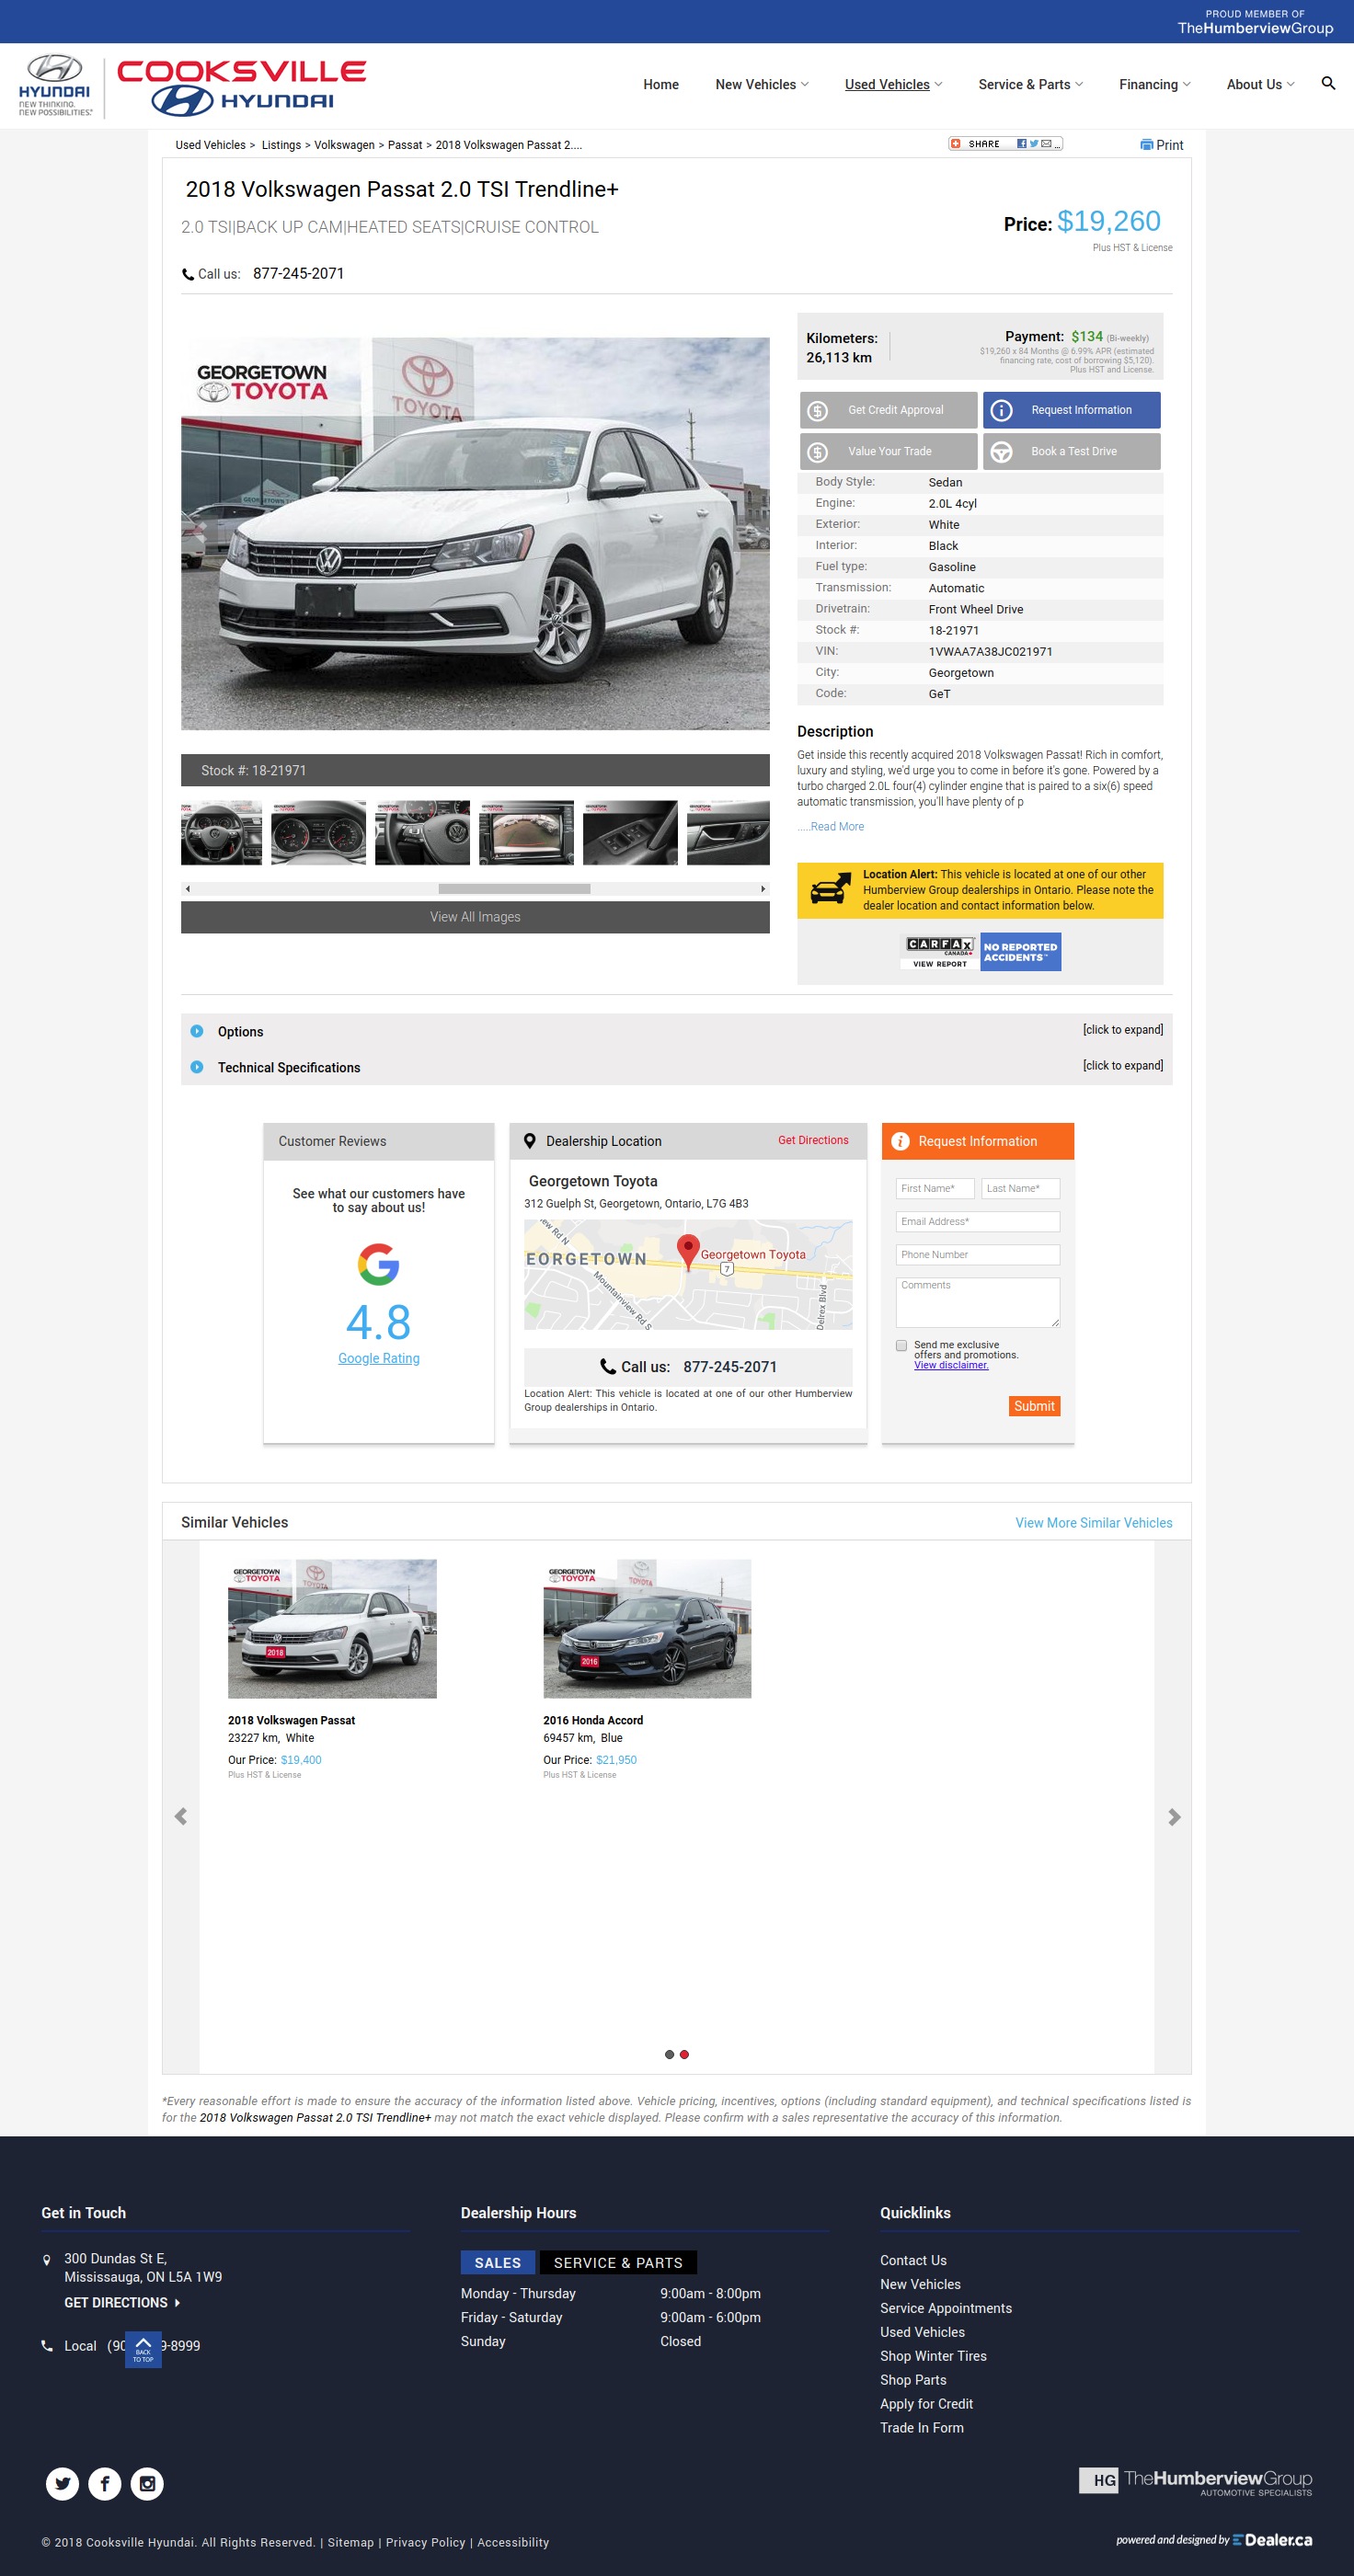 PROUD MEMBER OF
TheHumberviewGroup
HYUNDAI
NEW THINKING.
NEW POSSIBILITIES.
COOKSVILLE
HYUNDAI
Home
New Vehicles
Used Vehicles
Service & Parts
Financing
About Us
Used Vehicles > Listings > Volkswagen > Passat > 2018 Volkswagen Passat 2....
SHARE
Print
2018 Volkswagen Passat 2.0 TSI Trendline+
2.0 TSI|BACK UP CAM|HEATED SEATS|CRUISE CONTROL
Price: $19,260
Plus HST & License
Call us: 877-245-2071
GEORGETOWN
TOYOTA
TOYOTA
Kilometers:
26,113 km
Payment: $134 (Bi-weekly)
$19,260 x 84 Months @ 6.99% APR (estimated
financing rate, cost of borrowing $5,120).
Plus HST and License.
Get Credit Approval
Request Information
Value Your Trade
Book a Test Drive
Body Style: Sedan
Engine: 2.0L 4cyl
Exterior: White
Interior: Black
Fuel type: Gasoline
Transmission: Automatic
Drivetrain: Front Wheel Drive
Stock #: 18-21971
VIN: 1VWAA7A38JC021971
City: Georgetown
Code: GeT
Description
Get inside this recently acquired 2018 Volkswagen Passat! Rich in comfort,
luxury and styling, we'd urge you to come in before it's gone. Powered by a
turbo charged 2.0L four(4) cylinder engine that is paired to a six(6) speed
automatic transmission, you'll have plenty of p
.....Read More
Stock #: 18-21971
View All Images
Location Alert: This vehicle is located at one of our other
Humberview Group dealerships in Ontario. Please note the
dealer location and contact information below.
CARFAX
CANADA
VIEW REPORT
NO REPORTED
ACCIDENTS™
Options
[click to expand]
Technical Specifications
[click to expand]
Customer Reviews
See what our customers have
to say about us!
4.8
Google Rating
Dealership Location
Get Directions
Georgetown Toyota
312 Guelph St, Georgetown, Ontario, L7G 4B3
EORGETOWN
Georgetown Toyota
7
Mountainview Rd S
Delrex Blvd
Call us: 877-245-2071
Location Alert: This vehicle is located at one of our other Humberview
Group dealerships in Ontario.
Request Information
First Name*
Last Name*
Email Address*
Phone Number
Comments
Send me exclusive
offers and promotions.
View disclaimer.
Submit
Similar Vehicles
View More Similar Vehicles
GEORGETOWN
TOYOTA
TOYOTA
2018
GEORGETOWN
TOYOTA
TOYOTA
2016
2018 Volkswagen Passat
23227 km, White
Our Price: $19,400
Plus HST & License
2016 Honda Accord
69457 km, Blue
Our Price: $21,950
Plus HST & License
*Every reasonable effort is made to ensure the accuracy of the information listed above. Vehicle pricing, incentives, options (including standard equipment), and technical specifications listed is
for the 2018 Volkswagen Passat 2.0 TSI Trendline+ may not match the exact vehicle displayed. Please confirm with a sales representative the accuracy of this information.
Get in Touch
300 Dundas St E,
Mississauga, ON L5A 1W9
GET DIRECTIONS
Local (90 9-8999
BACK
TO TOP
Dealership Hours
SALES
SERVICE & PARTS
Monday - Thursday 9:00am - 8:00pm
Friday - Saturday 9:00am - 6:00pm
Sunday Closed
Quicklinks
Contact Us
New Vehicles
Service Appointments
Used Vehicles
Shop Winter Tires
Shop Parts
Apply for Credit
Trade In Form
HG TheHumberviewGroup
AUTOMOTIVE SPECIALISTS
© 2018 Cooksville Hyundai. All Rights Reserved. | Sitemap | Privacy Policy | Accessibility
powered and designed by EDealer.ca